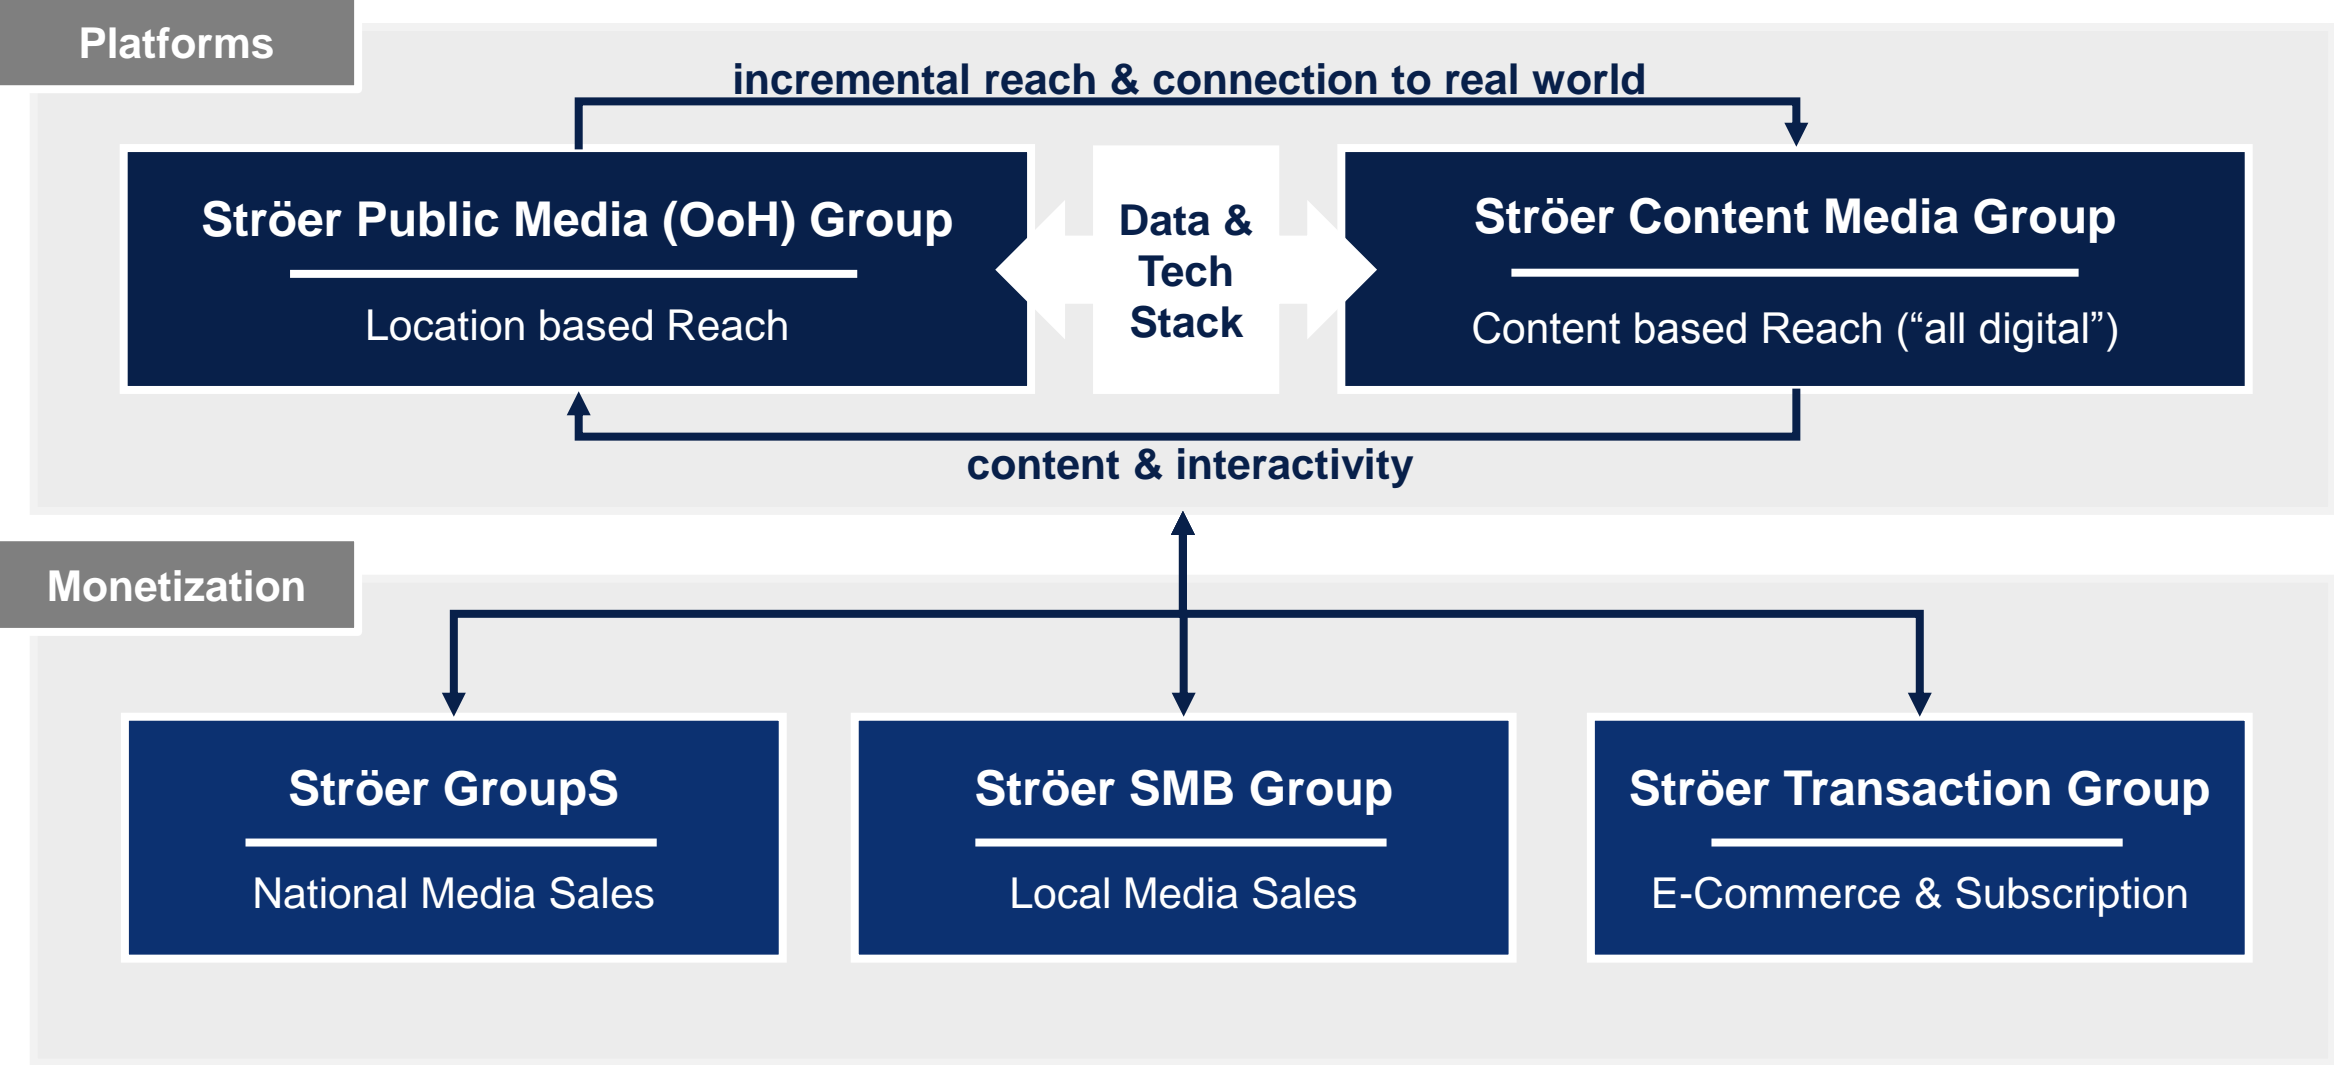 Platforms
incremental reach & connection to real world
Ströer Public Media (OoH) Group
Location based Reach
Data &
Tech
Stack
Ströer Content Media Group
Content based Reach (“all digital”)
content & interactivity
Monetization
Ströer GroupS
National Media Sales
Ströer SMB Group
Local Media Sales
Ströer Transaction Group
E-Commerce & Subscription